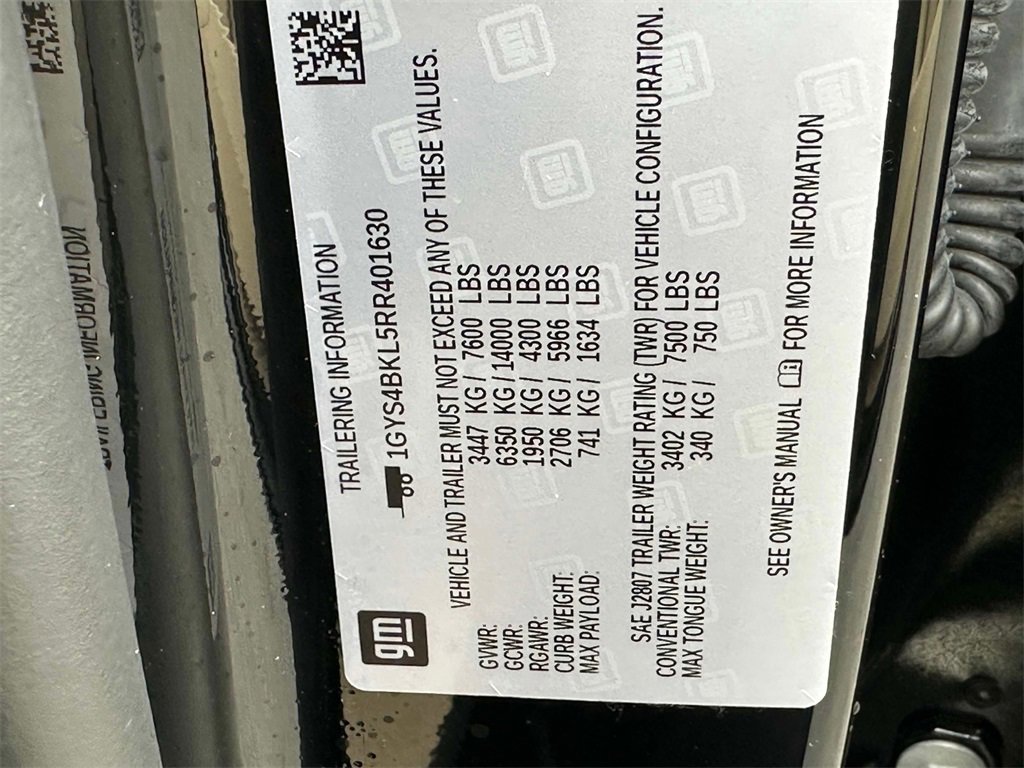 gm
TRAILERING INFORMATION
1GYS4BKL5RR401630
VEHICLE AND TRAILER MUST NOT EXCEED ANY OF THESE VALUES.
GVWR: 3447 KG / 7600 LBS
GCWR: 6350 KG / 14000 LBS
RGAWR: 1950 KG / 4300 LBS
CURB WEIGHT: 2706 KG / 5966 LBS
MAX PAYLOAD: 741 KG / 1634 LBS
SAE J2807 TRAILER WEIGHT RATING (TWR) FOR VEHICLE CONFIGURATION.
CONVENTIONAL TWR: 3402 KG / 7500 LBS
MAX TONGUE WEIGHT: 340 KG / 750 LBS
SEE OWNER'S MANUAL FOR MORE INFORMATION